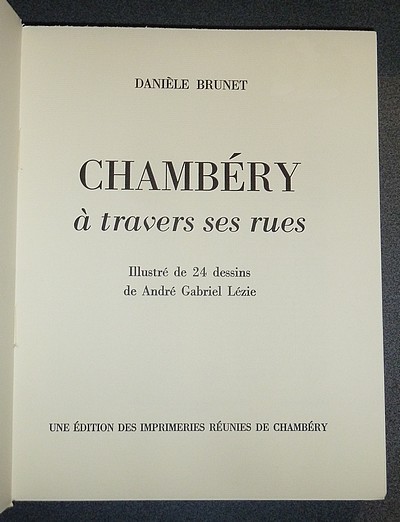 DANIÈLE BRUNET
CHAMBÉRY
à travers ses rues
Illustré de 24 dessins
de André Gabriel Lézie
UNE ÉDITION DES IMPRIMERIES RÉUNIES DE CHAMBÉRY